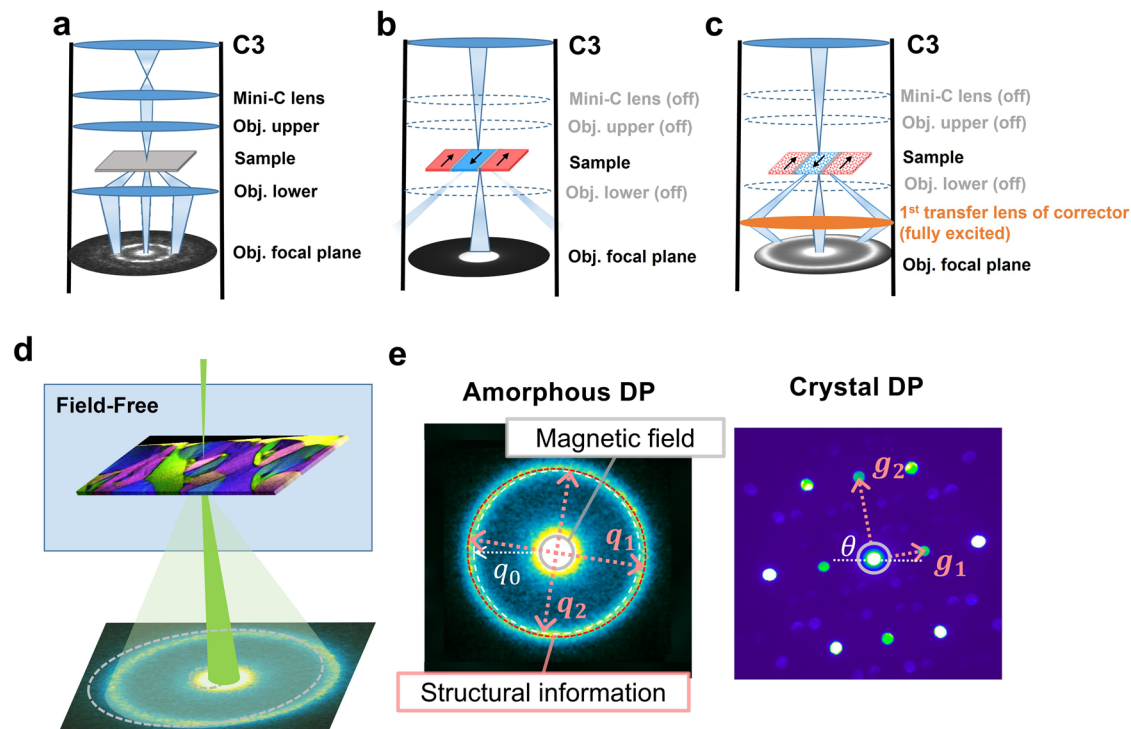 a
C3
Mini-C lens
Obj. upper
Sample
Obj. lower
Obj. focal plane
b
C3
Mini-C lens (off)
Obj. upper (off)
Sample
Obj. lower (off)
Obj. focal plane
c
C3
Mini-C lens (off)
Obj. upper (off)
Sample
Obj. lower (off)
1st transfer lens of corrector
(fully excited)
Obj. focal plane
d
Field-Free
e
Amorphous DP
Magnetic field
q1
q0
q2
Structural information
Crystal DP
g2
θ
g1